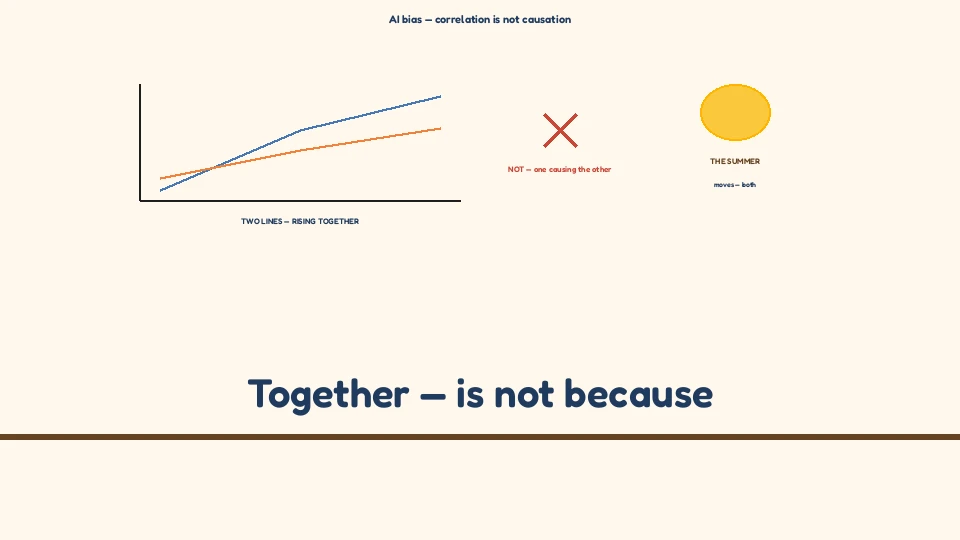 AI bias — correlation is not causation
NOT — one causing the other
THE SUMMER
moves — both
TWO LINES — RISING TOGETHER
Together — is not because